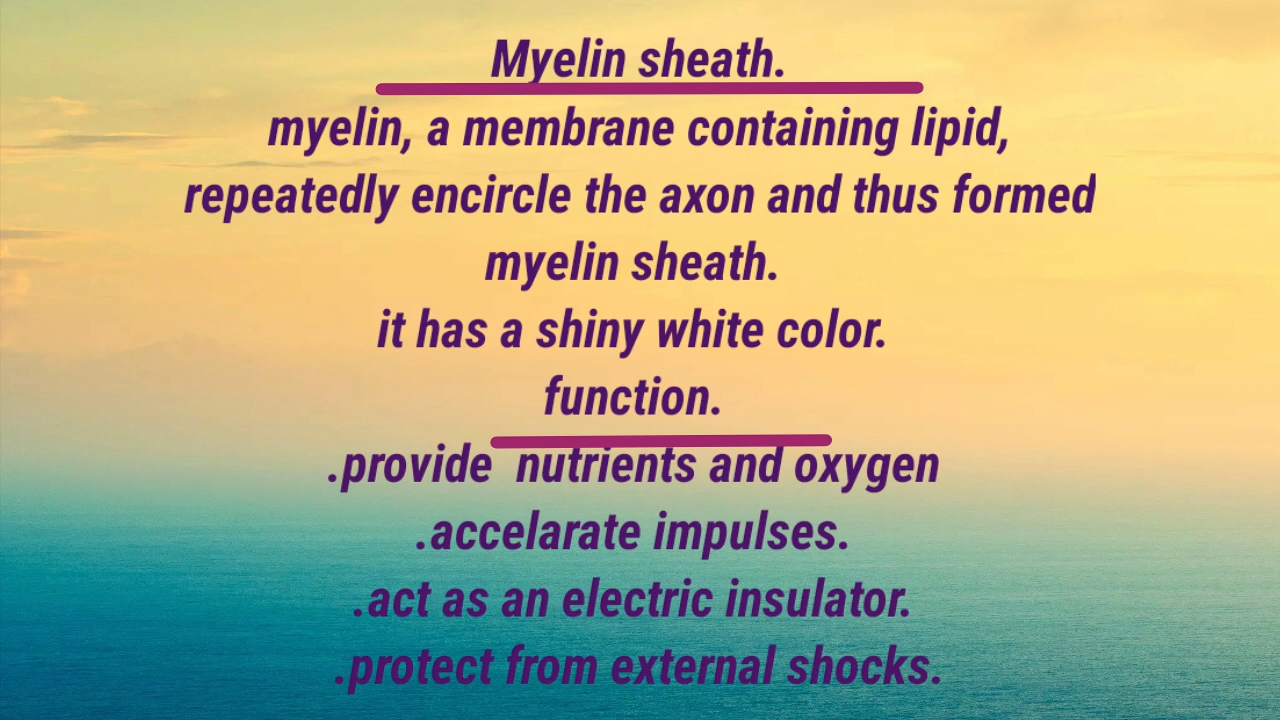 Myelin sheath.
myelin, a membrane containing lipid,
repeatedly encircle the axon and thus formed
myelin sheath.
it has a shiny white color.
function.
.provide  nutrients and oxygen
.accelarate impulses.
.act as an electric insulator.
.protect from external shocks.